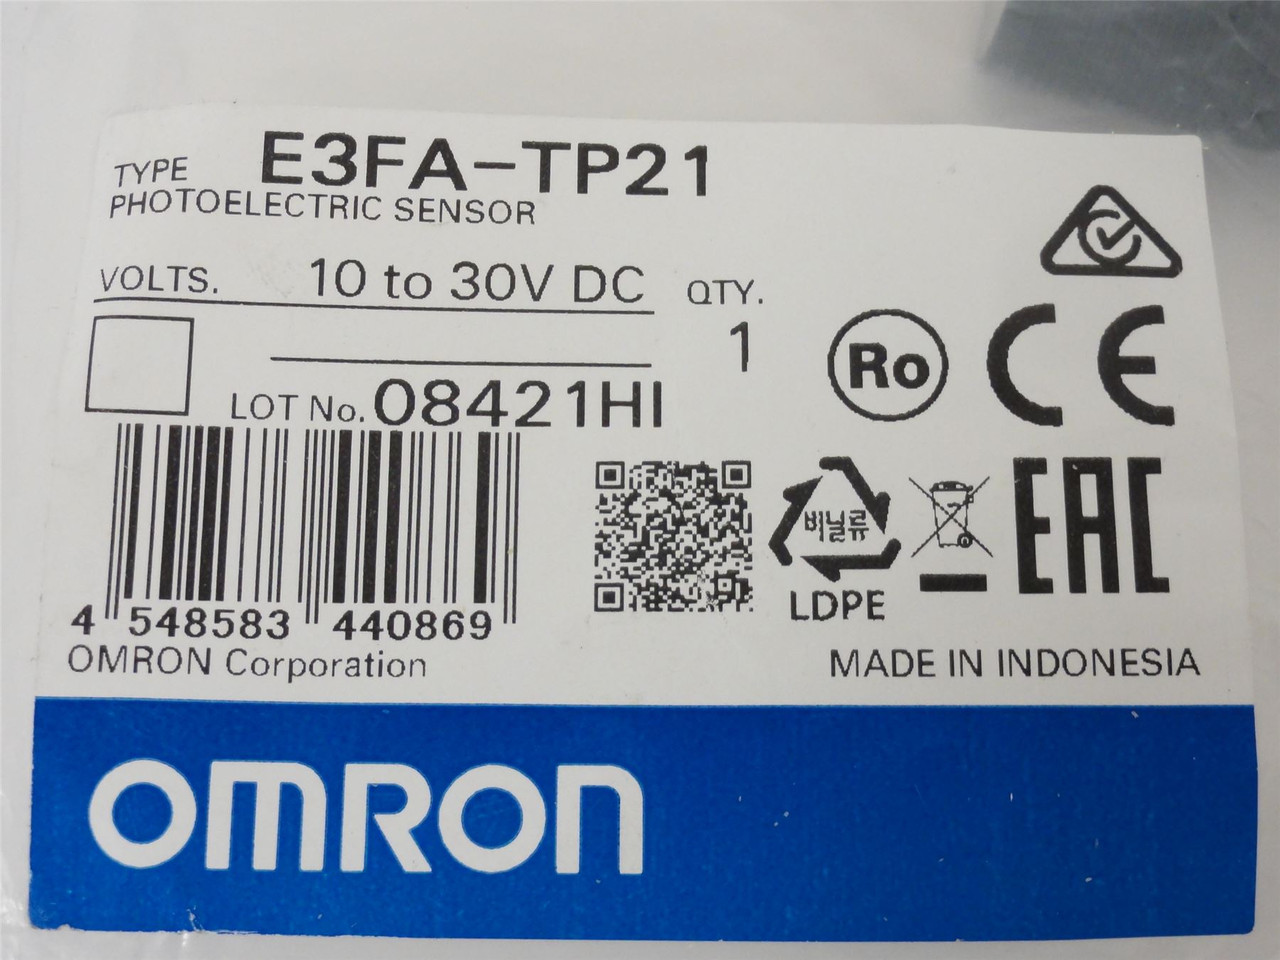 TYPE E3FA-TP21
PHOTOELECTRIC SENSOR
VOLTS. 10 to 30V DC QTY.
1
LOT No. 08421HI
Ro
CE
EAC
비닐류
LDPE
4 548583 440869
OMRON Corporation
MADE IN INDONESIA
OMRON